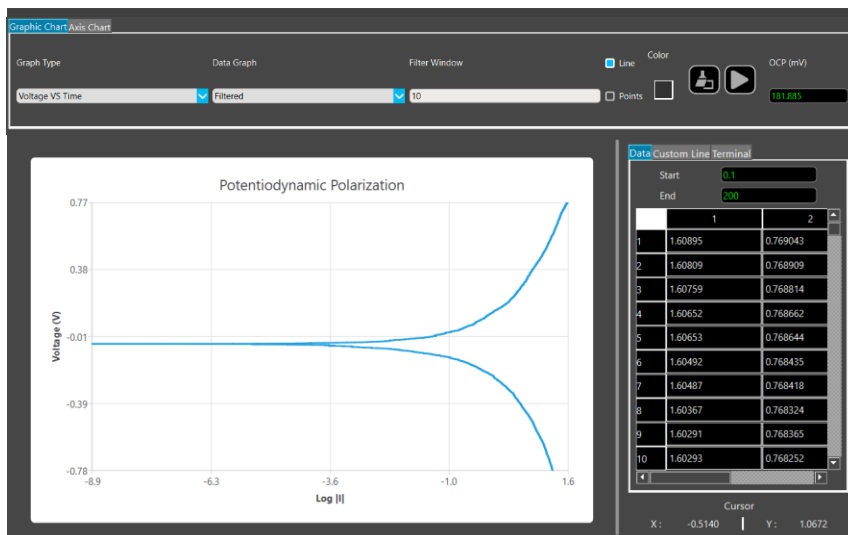 Graphic Chart Axis Chart
Graph Type Data Graph Filter Window Line Color OCP (mV)
Voltage VS Time Filtered 10 Points 181.885
Data Custom Line Terminal
Start 0.1
End 200
1 2
1 1.60895 0.769043
2 1.60809 0.768909
3 1.60759 0.768814
4 1.60652 0.768662
5 1.60653 0.768644
6 1.60492 0.768435
7 1.60487 0.768418
8 1.60367 0.768324
9 1.60291 0.768365
10 1.60293 0.768252
Cursor
X : -0.5140 Y : 1.0672
Potentiodynamic Polarization
Voltage (V)
0.77
0.38
-0.01
-0.39
-0.78
-8.9 -6.3 -3.6 -1.0 1.6
Log |I|